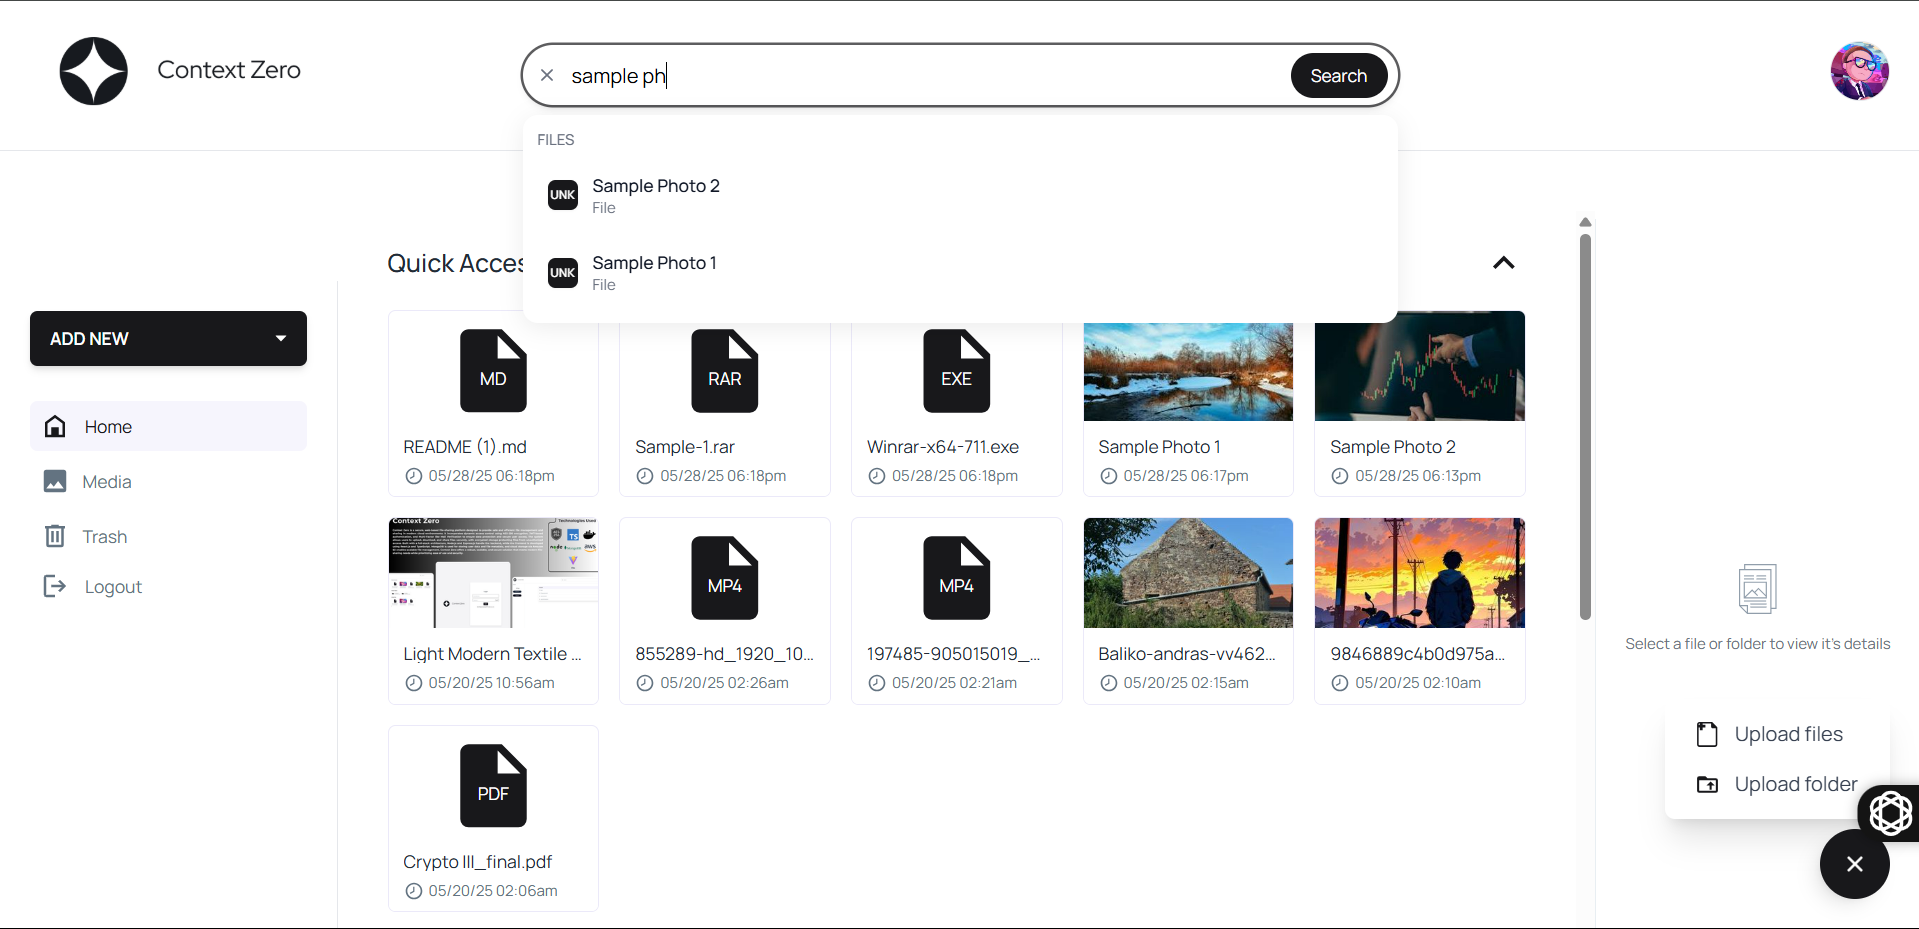 Context Zero
sample ph
Search
FILES
UNK
Sample Photo 2
File
UNK
Sample Photo 1
File
Quick Acces
ADD NEW
Home
Media
Trash
Logout
MD
README (1).md
05/28/25 06:18pm
RAR
Sample-1.rar
05/28/25 06:18pm
EXE
Winrar-x64-711.exe
05/28/25 06:18pm
Sample Photo 1
05/28/25 06:17pm
Sample Photo 2
05/28/25 06:13pm
Context Zero
Technologies Used
Light Modern Textile ...
05/20/25 10:56am
MP4
855289-hd_1920_10...
05/20/25 02:26am
MP4
197485-905015019_...
05/20/25 02:21am
Baliko-andras-vv462...
05/20/25 02:15am
9846889c4b0d975a...
05/20/25 02:10am
PDF
Crypto III_final.pdf
05/20/25 02:06am
Select a file or folder to view it's details
Upload files
Upload folder